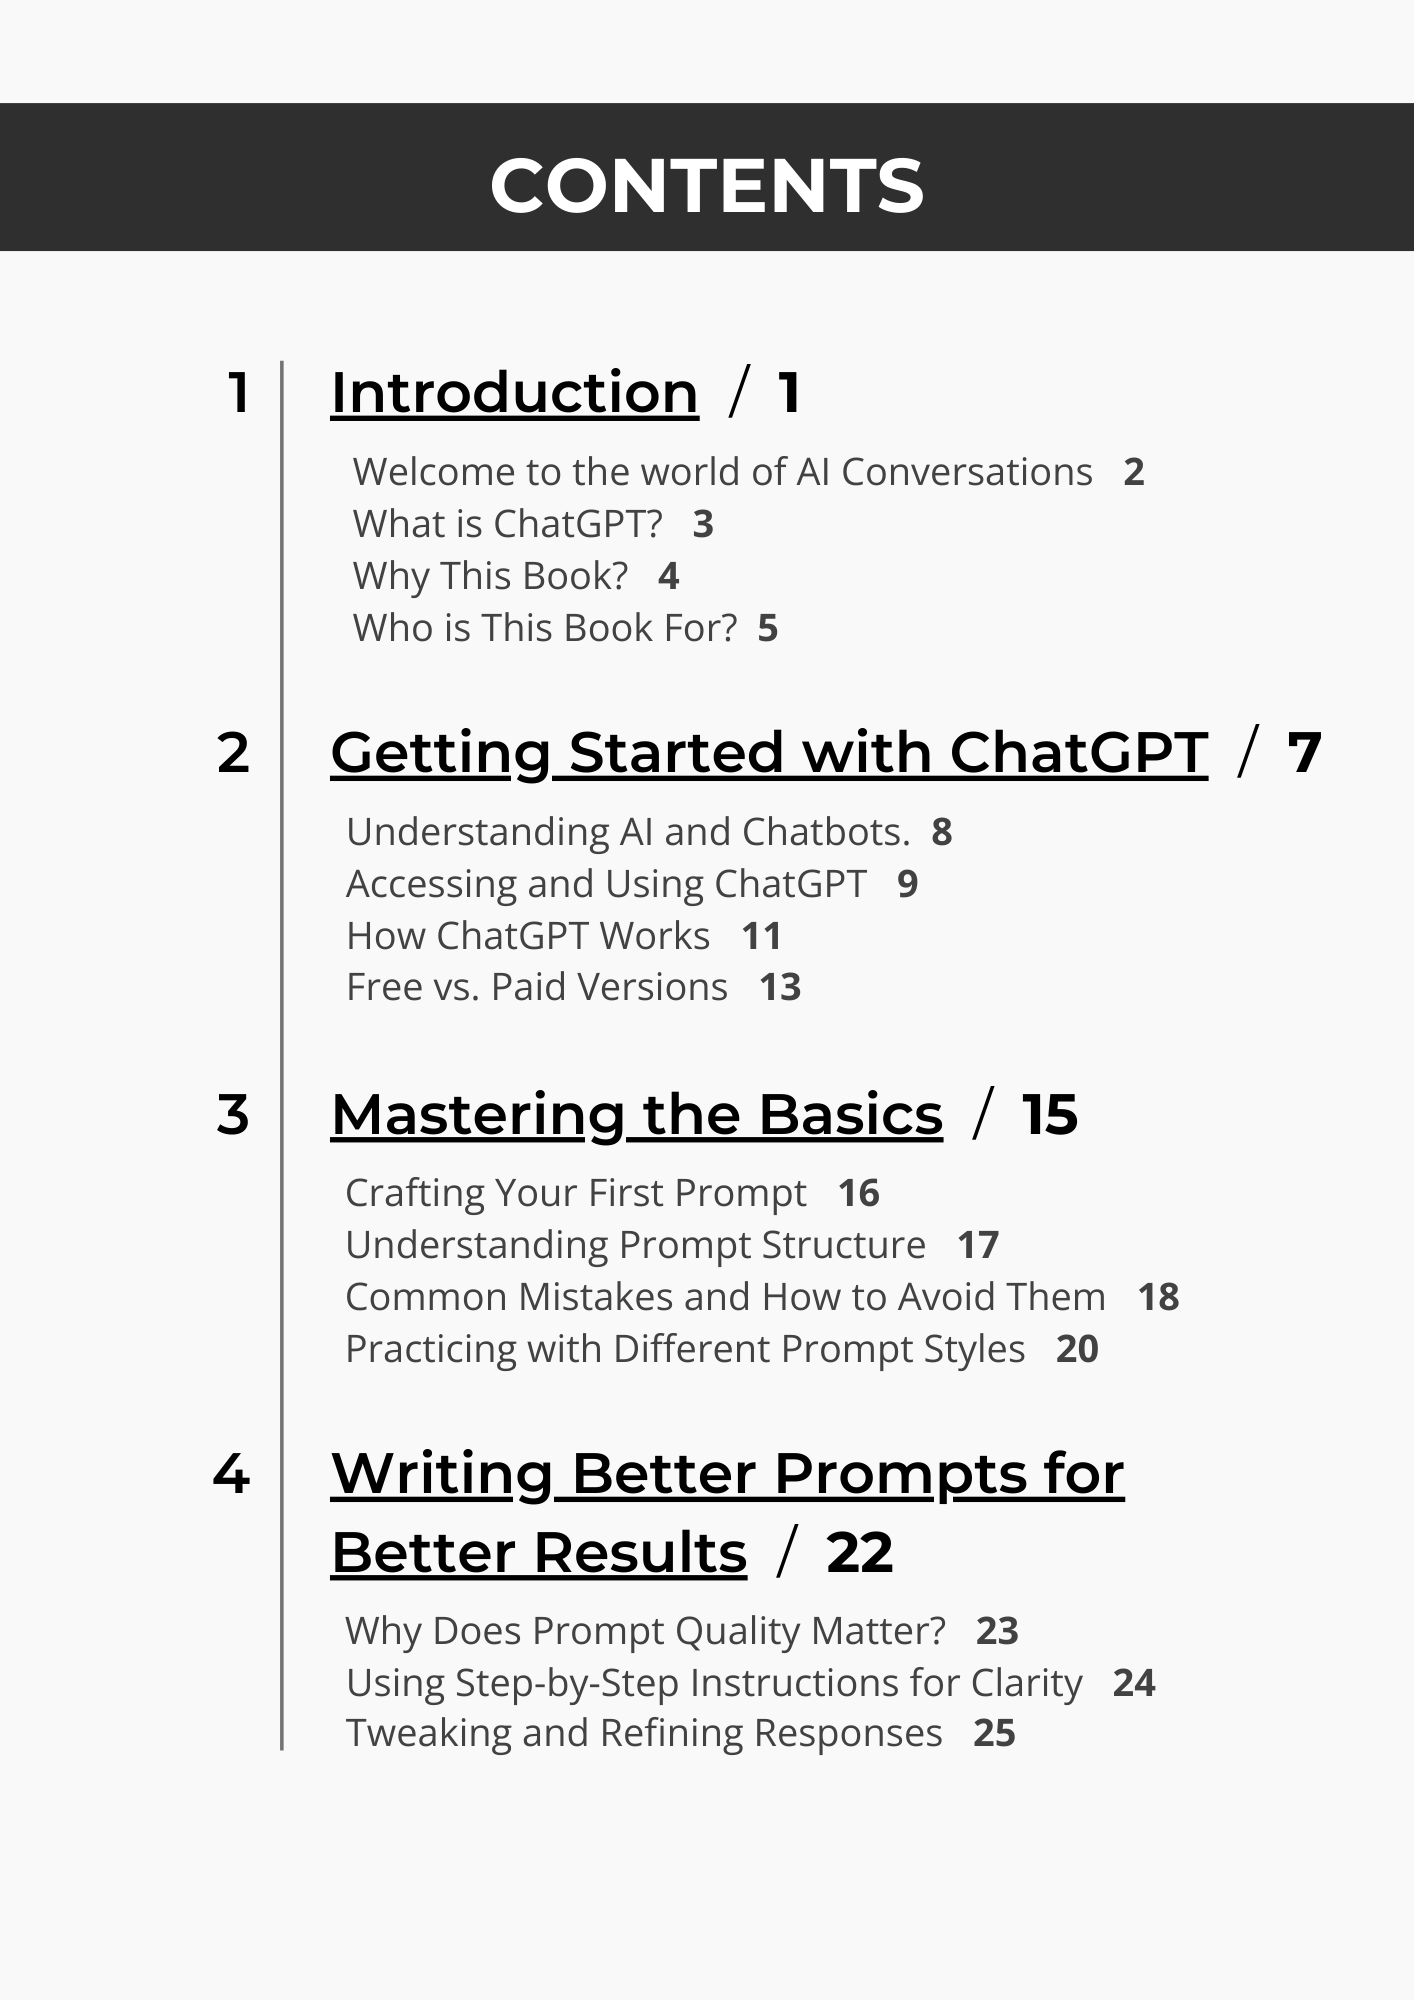 CONTENTS
1 Introduction / 1
Welcome to the world of AI Conversations 2
What is ChatGPT? 3
Why This Book? 4
Who is This Book For? 5
2 Getting Started with ChatGPT / 7
Understanding AI and Chatbots. 8
Accessing and Using ChatGPT 9
How ChatGPT Works 11
Free vs. Paid Versions 13
3 Mastering the Basics / 15
Crafting Your First Prompt 16
Understanding Prompt Structure 17
Common Mistakes and How to Avoid Them 18
Practicing with Different Prompt Styles 20
4 Writing Better Prompts for
Better Results / 22
Why Does Prompt Quality Matter? 23
Using Step-by-Step Instructions for Clarity 24
Tweaking and Refining Responses 25